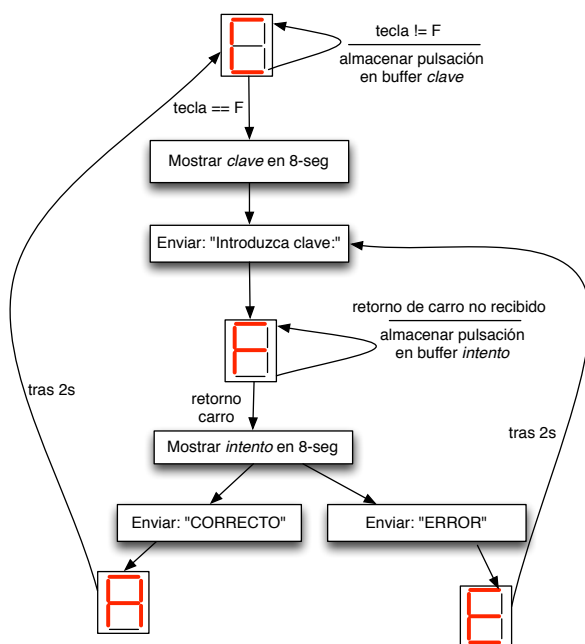 C
tecla != F
almacenar pulsación
en buffer clave
tecla == F
Mostrar clave en 8-seg
Enviar: "Introduzca clave:"
F
retorno de carro no recibido
almacenar pulsación
en buffer intento
tras 2s
retorno
carro
tras 2s
Mostrar intento en 8-seg
Enviar: "CORRECTO"
Enviar: "ERROR"
A
E